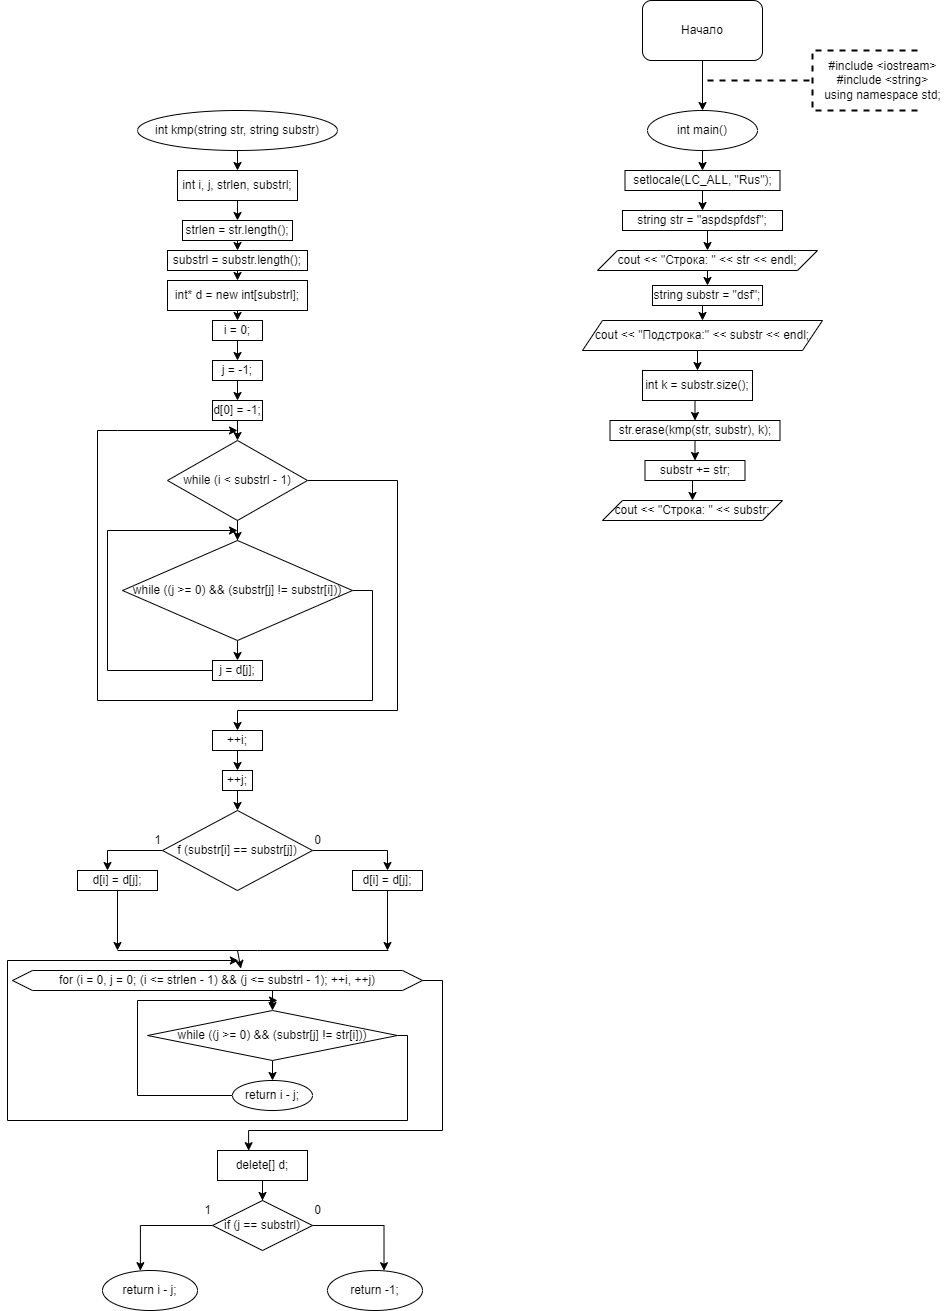 Начало
#include <iostream>
#include <string>
using namespace std;
int main()
setlocale(LC_ALL, "Rus");
string str = "aspdspfdsf";
cout << "Строка: " << str << endl;
string substr = "dsf";
cout << "Подстрока:" << substr << endl;
int k = substr.size();
str.erase(kmp(str, substr), k);
substr += str;
cout << "Строка: " << substr;
int kmp(string str, string substr)
int i, j, strlen, substrl;
strlen = str.length();
substrl = substr.length();
int* d = new int[substrl];
i = 0;
j = -1;
d[0] = -1;
while (i < substrl - 1)
while ((j >= 0) && (substr[j] != substr[i]))
j = d[j];
++i;
++j;
1
f (substr[i] == substr[j])
0
d[i] = d[j];
d[i] = d[j];
for (i = 0, j = 0; (i <= strlen - 1) && (j <= substrl - 1); ++i, ++j)
while ((j >= 0) && (substr[j] != str[i]))
return i - j;
delete[] d;
1
if (j == substrl)
0
return i - j;
return -1;